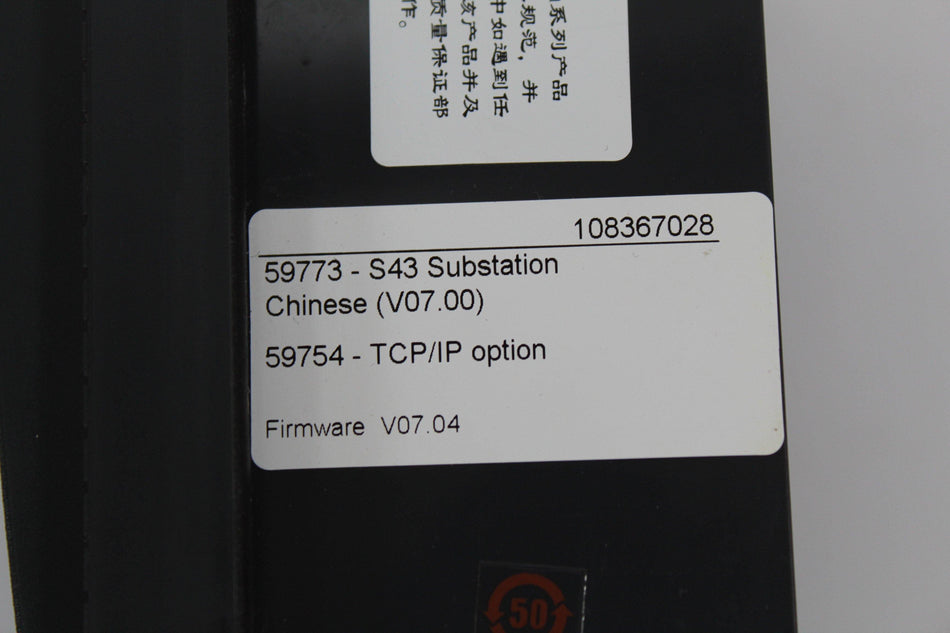 系列产品
规范，并
中如遇到任
该产品并及
质量保证部
作。
108367028
59773 - S43 Substation
Chinese (V07.00)
59754 - TCP/IP option
Firmware V07.04
50